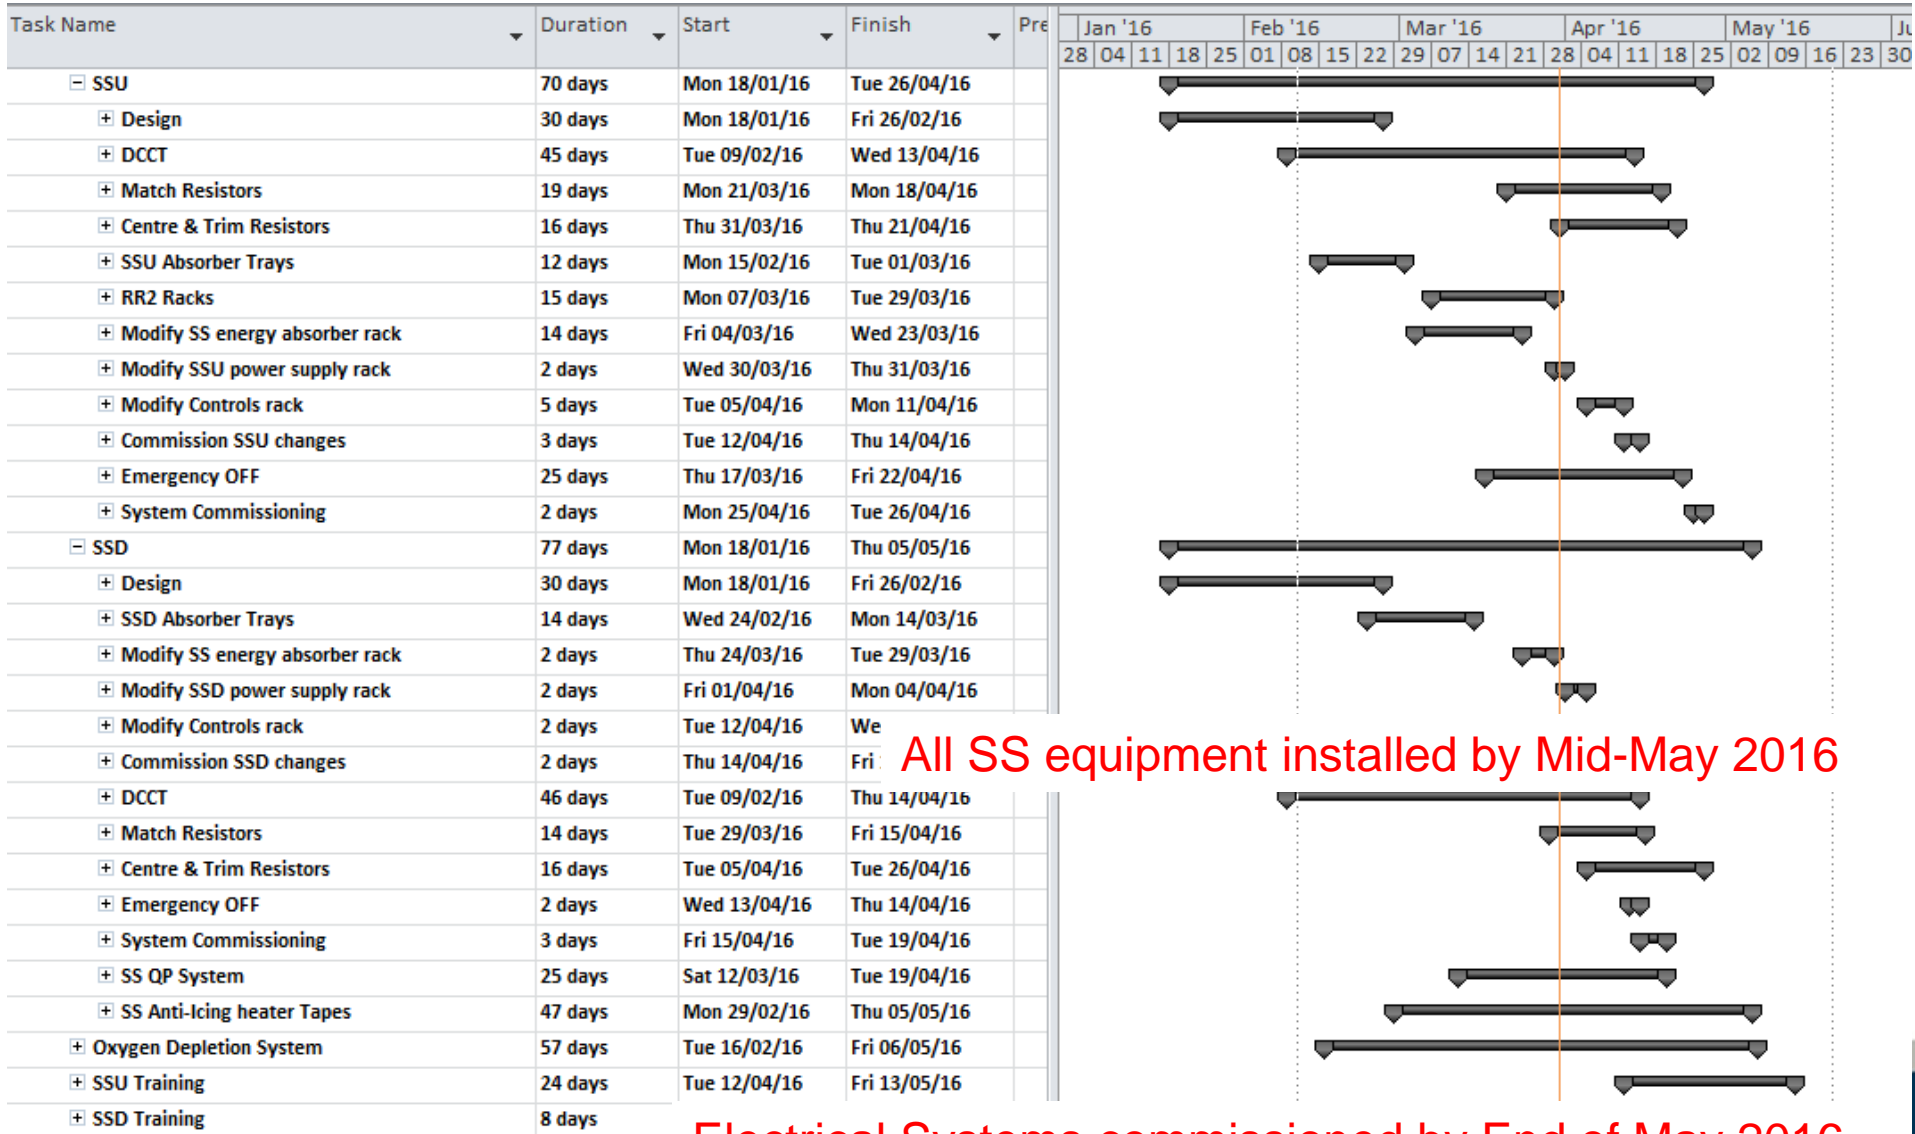 Task Name Duration Start Finish Pre Jan '16 Feb '16 Mar '16 Apr '16 May '16
28 04 11 18 25 01 08 15 22 29 07 14 21 28 04 11 18 25 02 09 16 23 30
SSU 70 days Mon 18/01/16 Tue 26/04/16
Design 30 days Mon 18/01/16 Fri 26/02/16
DCCT 45 days Tue 09/02/16 Wed 13/04/16
Match Resistors 19 days Mon 21/03/16 Mon 18/04/16
Centre & Trim Resistors 16 days Thu 31/03/16 Thu 21/04/16
SSU Absorber Trays 12 days Mon 15/02/16 Tue 01/03/16
RR2 Racks 15 days Mon 07/03/16 Tue 29/03/16
Modify SS energy absorber rack 14 days Fri 04/03/16 Wed 23/03/16
Modify SSU power supply rack 2 days Wed 30/03/16 Thu 31/03/16
Modify Controls rack 5 days Tue 05/04/16 Mon 11/04/16
Commission SSU changes 3 days Tue 12/04/16 Thu 14/04/16
Emergency OFF 25 days Thu 17/03/16 Fri 22/04/16
System Commissioning 2 days Mon 25/04/16 Tue 26/04/16
SSD 77 days Mon 18/01/16 Thu 05/05/16
Design 30 days Mon 18/01/16 Fri 26/02/16
SSD Absorber Trays 14 days Wed 24/02/16 Mon 14/03/16
Modify SS energy absorber rack 2 days Thu 24/03/16 Tue 29/03/16
Modify SSD power supply rack 2 days Fri 01/04/16 Mon 04/04/16
Modify Controls rack 2 days Tue 12/04/16 We
All SS equipment installed by Mid-May 2016
Commission SSD changes 2 days Thu 14/04/16 Fri
DCCT 46 days Tue 09/02/16 Thu 14/04/16
Match Resistors 14 days Tue 29/03/16 Fri 15/04/16
Centre & Trim Resistors 16 days Tue 05/04/16 Tue 26/04/16
Emergency OFF 2 days Wed 13/04/16 Thu 14/04/16
System Commissioning 3 days Fri 15/04/16 Tue 19/04/16
SS QP System 25 days Sat 12/03/16 Tue 19/04/16
SS Anti-Icing heater Tapes 47 days Mon 29/02/16 Thu 05/05/16
Oxygen Depletion System 57 days Tue 16/02/16 Fri 06/05/16
SSU Training 24 days Tue 12/04/16 Fri 13/05/16
SSD Training 8 days
Electrical Systems commissioned by End of May 2016